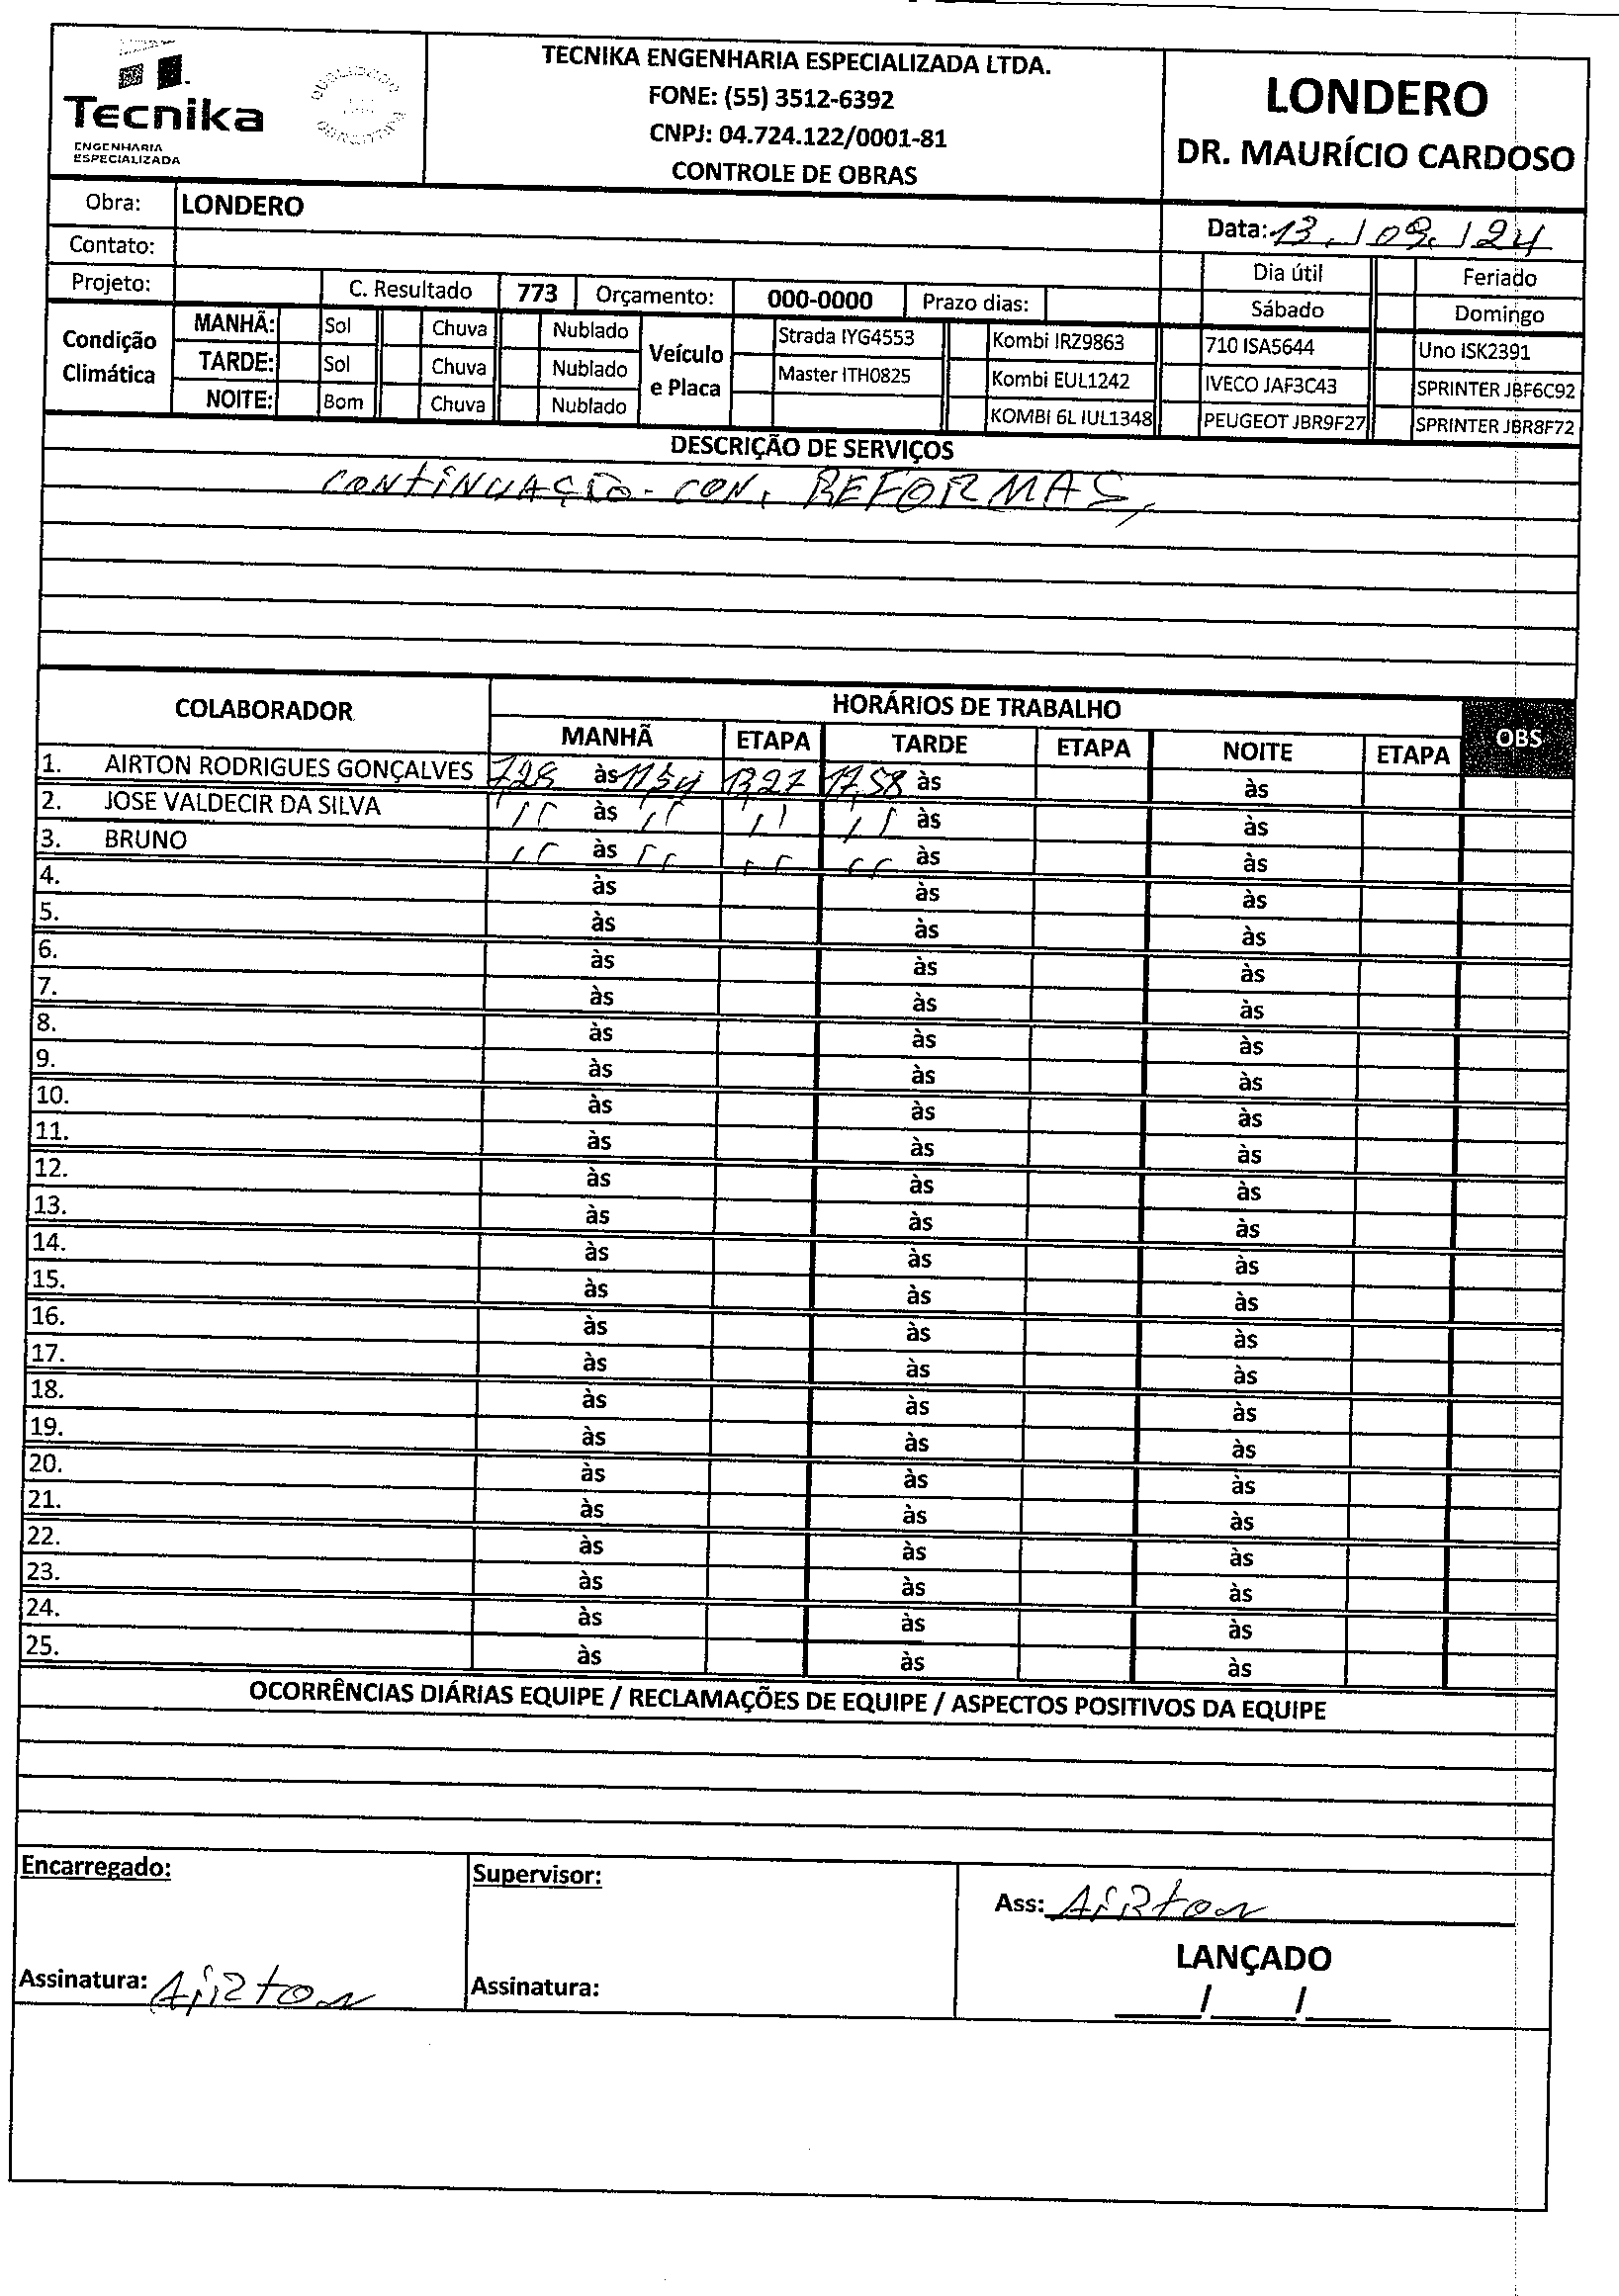 Tecnika
ENGENHARIA
ESPECIALIZADA
TECNIKA ENGENHARIA ESPECIALIZADA LTDA.
FONE: (55) 3512-6392
CNPJ: 04.724.122/0001-81
CONTROLE DE OBRAS
LONDERO
DR. MAURÍCIO CARDOSO
Obra: LONDERO
Data: 13./09./24
Contato:
Dia útil Feriado
Projeto: C. Resultado 773 Orçamento: 000-0000 Prazo dias:
Sábado Domingo
Condição Climática
MANHÃ: Sol Chuva Nublado
TARDE: Sol Chuva Nublado
NOITE: Bom Chuva Nublado
Veículo e Placa
Strada IYG4553 Kombi IRZ9863 710 ISA5644 Uno ISK2391
Master ITH0825 Kombi EUL1242 IVECO JAF3C43 SPRINTER JBF6C92
KOMBI 6L IUL1348 PEUGEOT JBR9F27 SPRINTER JBR8F72
DESCRIÇÃO DE SERVIÇOS
CONTINUAÇÃO. CON. REFORMAS,
COLABORADOR HORÁRIOS DE TRABALHO OBS
MANHÃ ETAPA TARDE ETAPA NOITE ETAPA
1. AIRTON RODRIGUES GONÇALVES às 11,54 13,27 17,58 às às
2. JOSE VALDECIR DA SILVA '' às '' '' '' às às
3. BRUNO '' às '' '' '' às às
4. às às às
5. às às às
6. às às às
7. às às às
8. às às às
9. às às às
10. às às às
11. às às às
12. às às às
13. às às às
14. às às às
15. às às às
16. às às às
17. às às às
18. às às às
19. às às às
20. às às às
21. às às às
22. às às às
23. às às às
24. às às às
25. às às às
OCORRÊNCIAS DIÁRIAS EQUIPE / RECLAMAÇÕES DE EQUIPE / ASPECTOS POSITIVOS DA EQUIPE
Encarregado:
Supervisor:
Ass: AiRton
LANÇADO
Assinatura: AiRton
Assinatura:
___/___/___